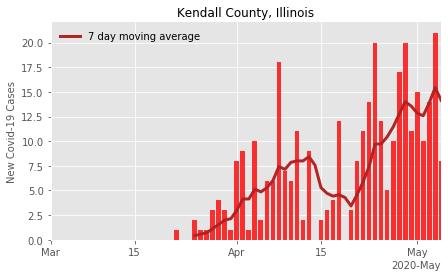 Kendall County, Illinois
7 day moving average
New Covid-19 Cases
20.0
17.5
15.0
12.5
10.0
7.5
5.0
2.5
0.0
Mar 15 Apr 15 May
2020-May